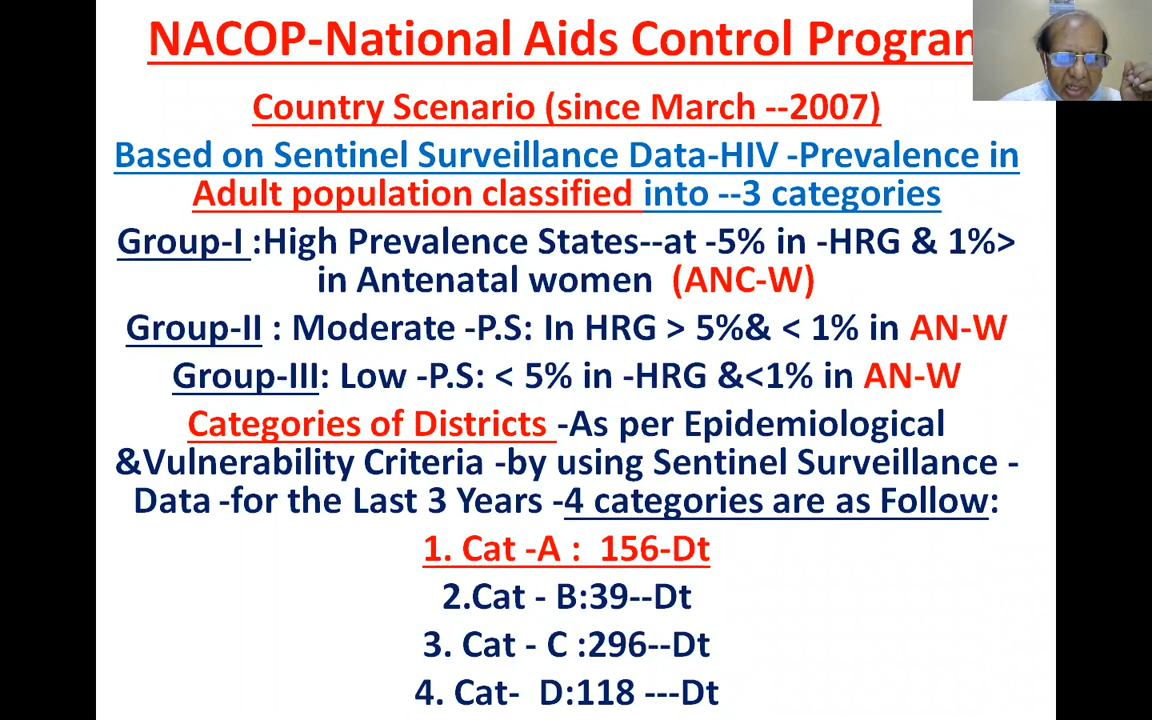 NACOP-National Aids Control Program
Country Scenario (since March --2007)
Based on Sentinel Surveillance Data-HIV -Prevalence in
Adult population classified into --3 categories
Group-I :High Prevalence States--at -5% in -HRG & 1%>
in Antenatal women (ANC-W)
Group-II : Moderate -P.S: In HRG > 5%& < 1% in AN-W
Group-III: Low -P.S: < 5% in -HRG &<1% in AN-W
Categories of Districts -As per Epidemiological
&Vulnerability Criteria -by using Sentinel Surveillance -
Data -for the Last 3 Years -4 categories are as Follow:
1. Cat -A : 156-Dt
2.Cat - B:39--Dt
3. Cat - C :296--Dt
4. Cat- D:118 ---Dt